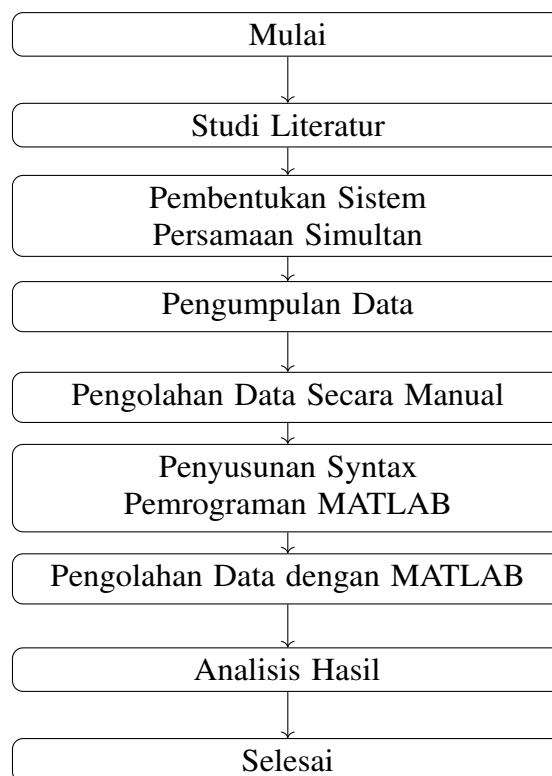 Mulai
Studi Literatur
Pembentukan Sistem
Persamaan Simultan
Pengumpulan Data
Pengolahan Data Secara Manual
Penyusunan Syntax
Pemrograman MATLAB
Pengolahan Data dengan MATLAB
Analisis Hasil
Selesai